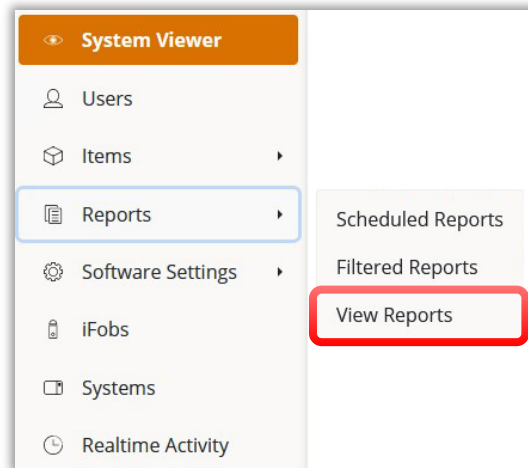 System Viewer
Users
Items
Reports
Scheduled Reports
Filtered Reports
View Reports
Software Settings
iFobs
Systems
Realtime Activity